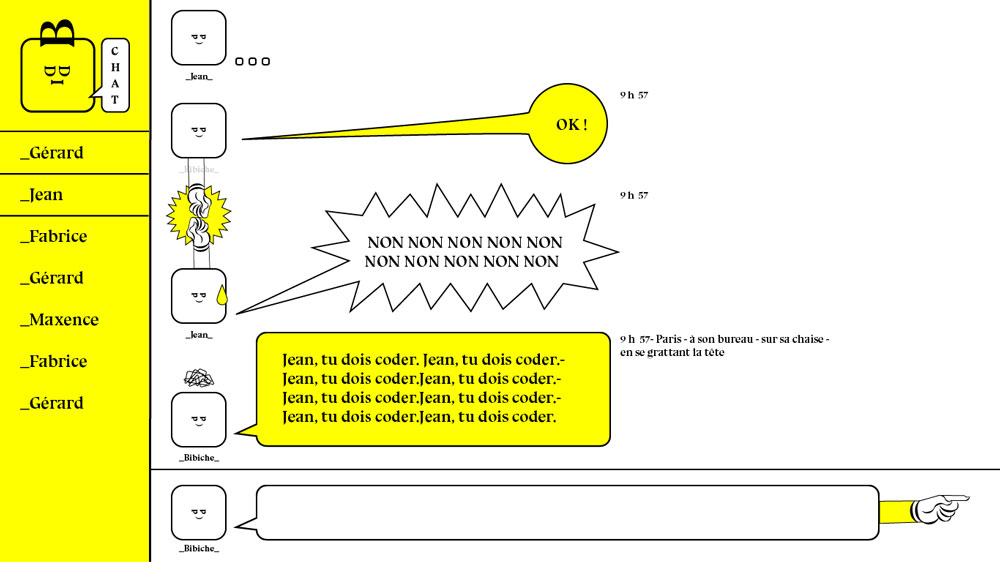 B
CHAT
_Gérard
_Jean
_Fabrice
_Gérard
_Maxence
_Fabrice
_Gérard
_Jean_
9 h 57
OK !
_Bibiche_
9 h 57
NON NON NON NON NON
NON NON NON NON NON
_Jean_
9 h 57- Paris - à son bureau - sur sa chaise -
en se grattant la tête
Jean, tu dois coder. Jean, tu dois coder.-
Jean, tu dois coder.Jean, tu dois coder.-
Jean, tu dois coder.Jean, tu dois coder.-
Jean, tu dois coder.Jean, tu dois coder.
_Bibiche_
_Bibiche_